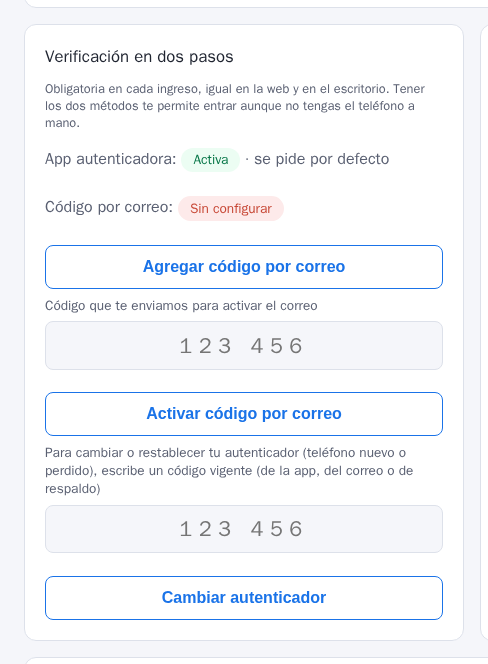 Verificación en dos pasos
Obligatoria en cada ingreso, igual en la web y en el escritorio. Tener
los dos métodos te permite entrar aunque no tengas el teléfono a
mano.
App autenticadora: Activa · se pide por defecto
Código por correo: Sin configurar
Agregar código por correo
Código que te enviamos para activar el correo
123 456
Activar código por correo
Para cambiar o restablecer tu autenticador (teléfono nuevo o
perdido), escribe un código vigente (de la app, del correo o de
respaldo)
123 456
Cambiar autenticador